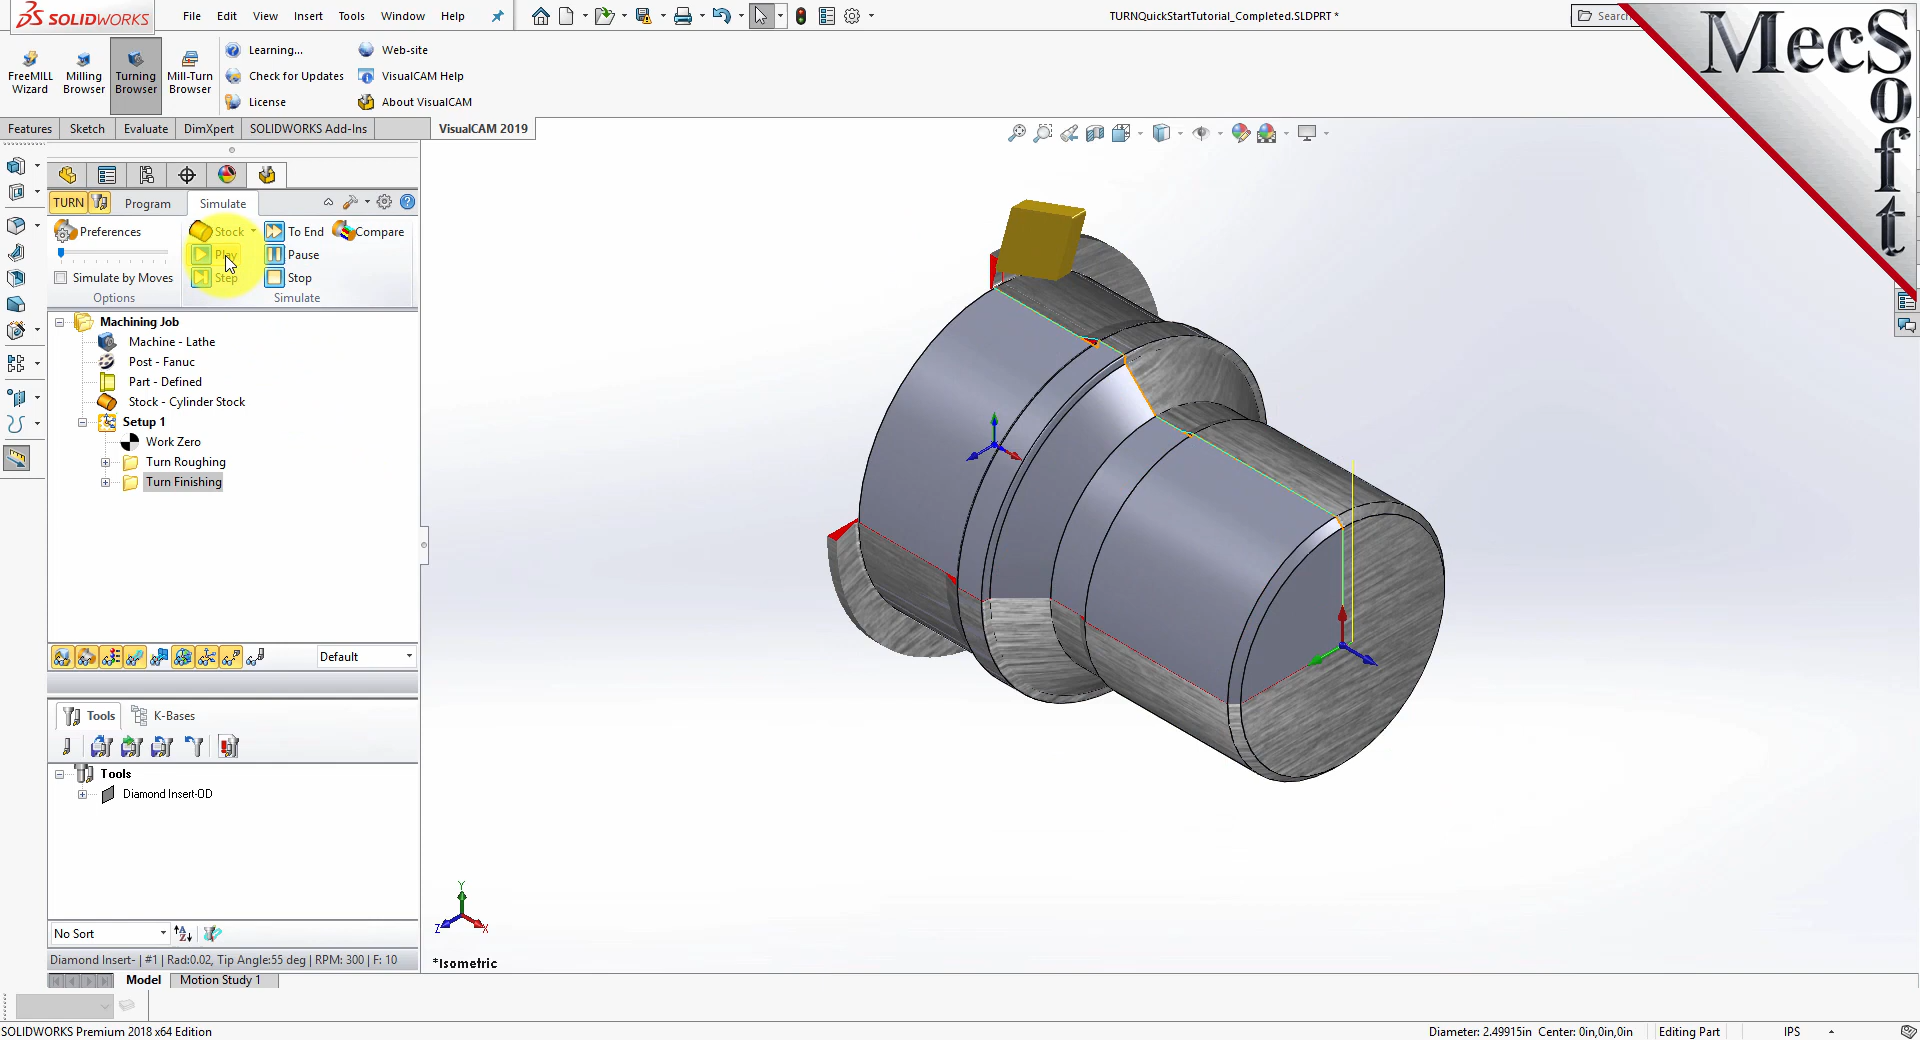 SOLIDWORKS
File Edit View Insert Tools Window Help
TURNQuickStartTutorial_Completed.SLDPRT *
Search
MecSoft
FreeMILL Wizard
Milling Browser
Turning Browser
Mill-Turn Browser
Learning...
Check for Updates
License
Web-site
VisualCAM Help
About VisualCAM
Features Sketch Evaluate DimXpert SOLIDWORKS Add-Ins VisualCAM 2019
TURN Program Simulate
Preferences Stock To End Compare
Play Pause
Simulate by Moves Step Stop
Options Simulate
Machining Job
Machine - Lathe
Post - Fanuc
Part - Defined
Stock - Cylinder Stock
Setup 1
Work Zero
Turn Roughing
Turn Finishing
Default
Tools K-Bases
Tools
Diamond Insert-OD
No Sort
Diamond Insert- | #1 | Rad:0.02, Tip Angle:55 deg | RPM: 300 | F: 10
Y
Z X
*Isometric
Model Motion Study 1
SOLIDWORKS Premium 2018 x64 Edition
Diameter: 2.49915in Center: 0in,0in,0in Editing Part IPS